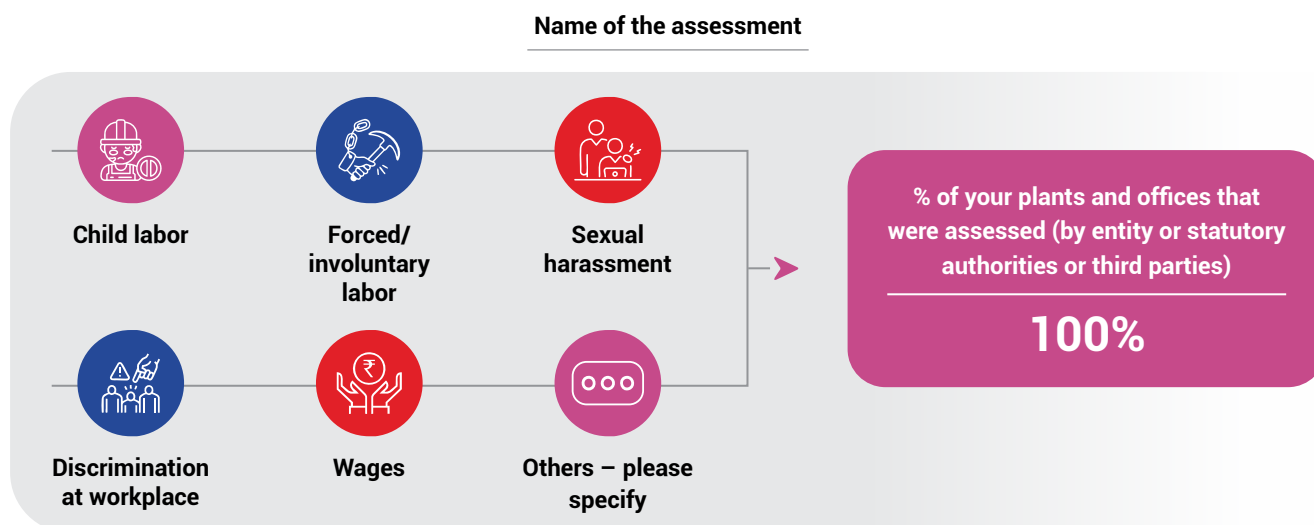 Name of the assessment
Child labor
Forced/
involuntary
labor
Sexual
harassment
% of your plants and offices that
were assessed (by entity or statutory
authorities or third parties)
100%
₹
Discrimination
at workplace
Wages
Others – please
specify